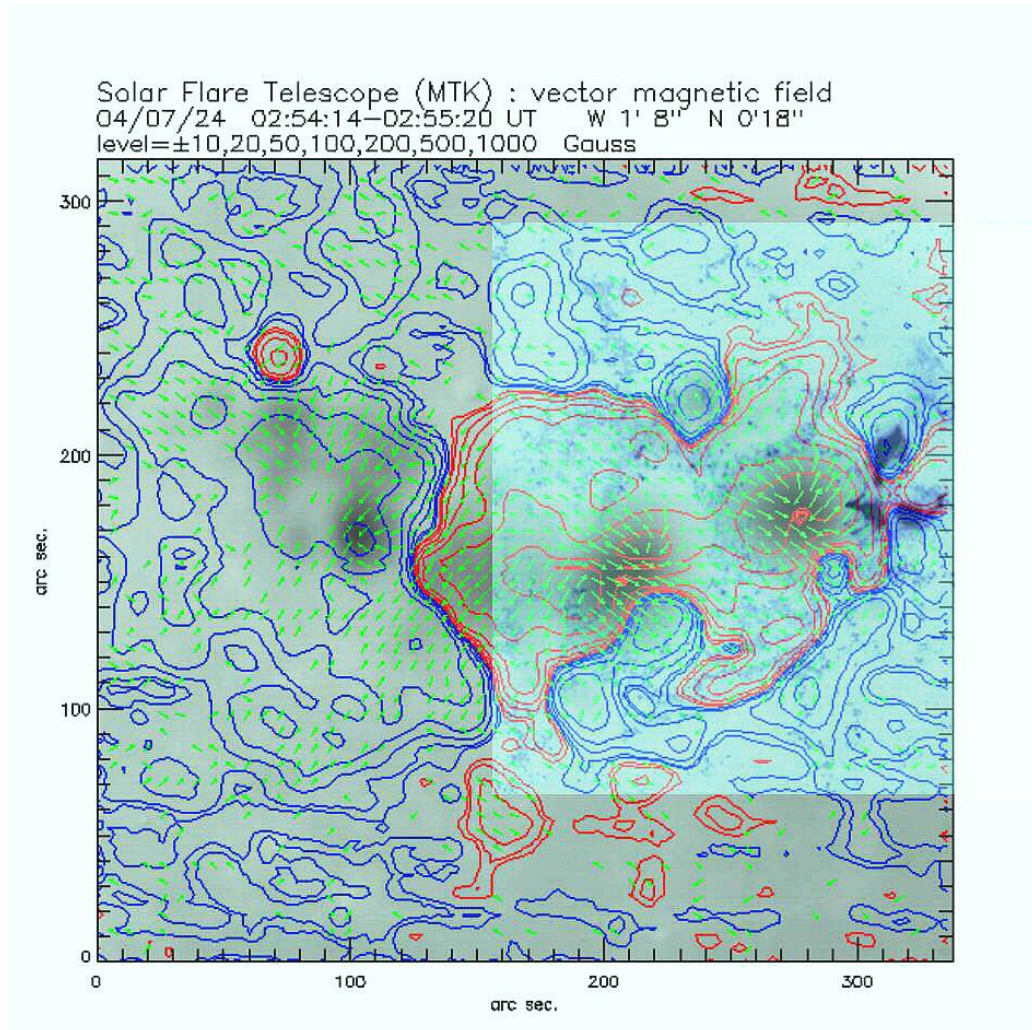 Solar Flare Telescope (MTK) : vector magnetic field
04/07/24 02:54:14-02:55:20 UT W 1' 8" N 0'18"
level=±10,20,50,100,200,500,1000 Gauss
300
200
arc sec.
100
0
0 100 200 300
arc sec.